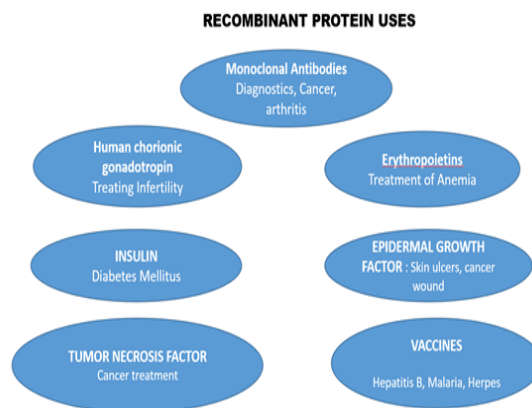 RECOMBINANT PROTEIN USES
Monoclonal Antibodies
Diagnostics, Cancer,
arthritis
Human chorionic
gonadotropin
Treating Infertility
Erythropoietins
Treatment of Anemia
INSULIN
Diabetes Mellitus
EPIDERMAL GROWTH
FACTOR : Skin ulcers, cancer
wound
TUMOR NECROSIS FACTOR
Cancer treatment
VACCINES
Hepatitis B, Malaria, Herpes